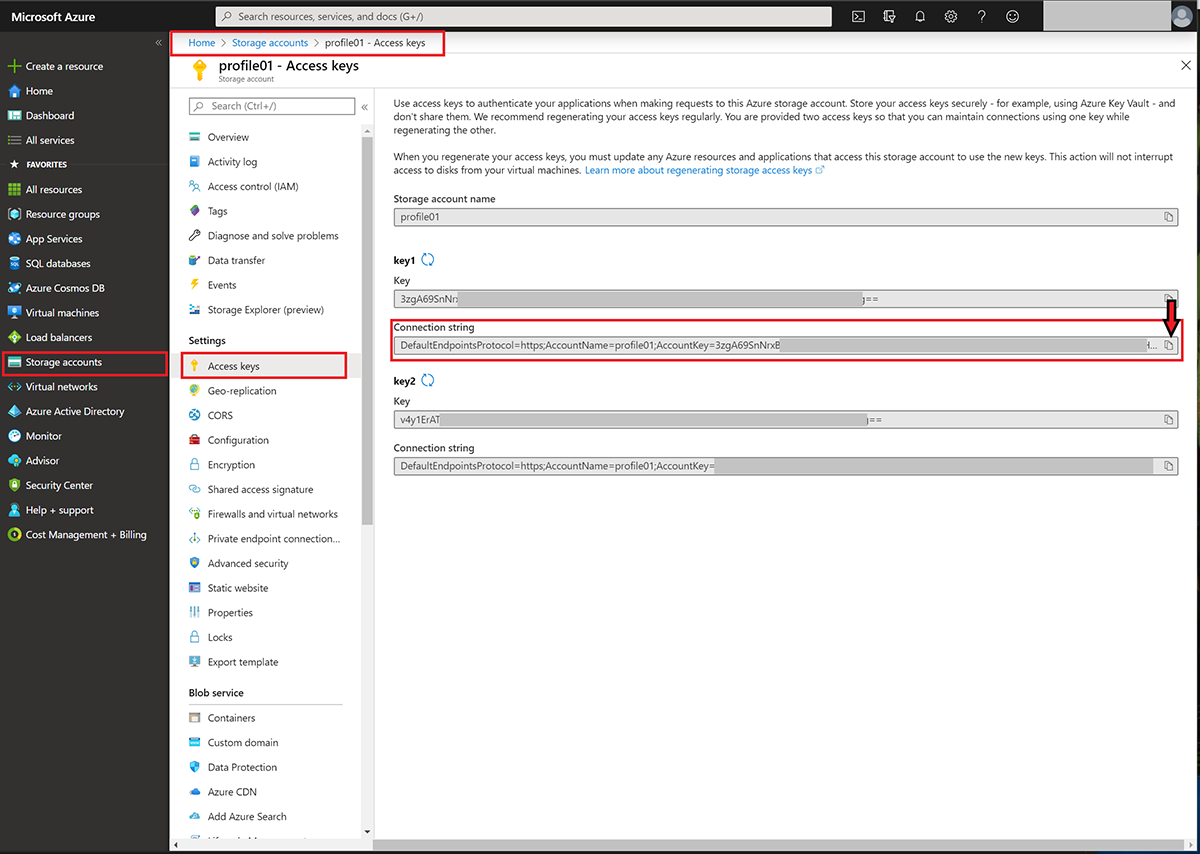 Microsoft Azure
Search resources, services, and docs (G+/)
Home > Storage accounts > profile01 - Access keys
profile01 - Access keys
Storage account
Create a resource
Home
Dashboard
All services
FAVORITES
All resources
Resource groups
App Services
SQL databases
Azure Cosmos DB
Virtual machines
Load balancers
Storage accounts
Virtual networks
Azure Active Directory
Monitor
Advisor
Security Center
Help + support
Cost Management + Billing
Search (Ctrl+/)
Overview
Activity log
Access control (IAM)
Tags
Diagnose and solve problems
Data transfer
Events
Storage Explorer (preview)
Settings
Access keys
Geo-replication
CORS
Configuration
Encryption
Shared access signature
Firewalls and virtual networks
Private endpoint connection...
Advanced security
Static website
Properties
Locks
Export template
Blob service
Containers
Custom domain
Data Protection
Azure CDN
Add Azure Search
Use access keys to authenticate your applications when making requests to this Azure storage account. Store your access keys securely - for example, using Azure Key Vault - and
don't share them. We recommend regenerating your access keys regularly. You are provided two access keys so that you can maintain connections using one key while
regenerating the other.
When you regenerate your access keys, you must update any Azure resources and applications that access this storage account to use the new keys. This action will not interrupt
access to disks from your virtual machines. Learn more about regenerating storage access keys
Storage account name
profile01
key1
Key
3zgA69SnNr ==
Connection string
DefaultEndpointsProtocol=https;AccountName=profile01;AccountKey=3zgA69SnNrxB ...
key2
Key
v4y1ErAT ==
Connection string
DefaultEndpointsProtocol=https;AccountName=profile01;AccountKey=